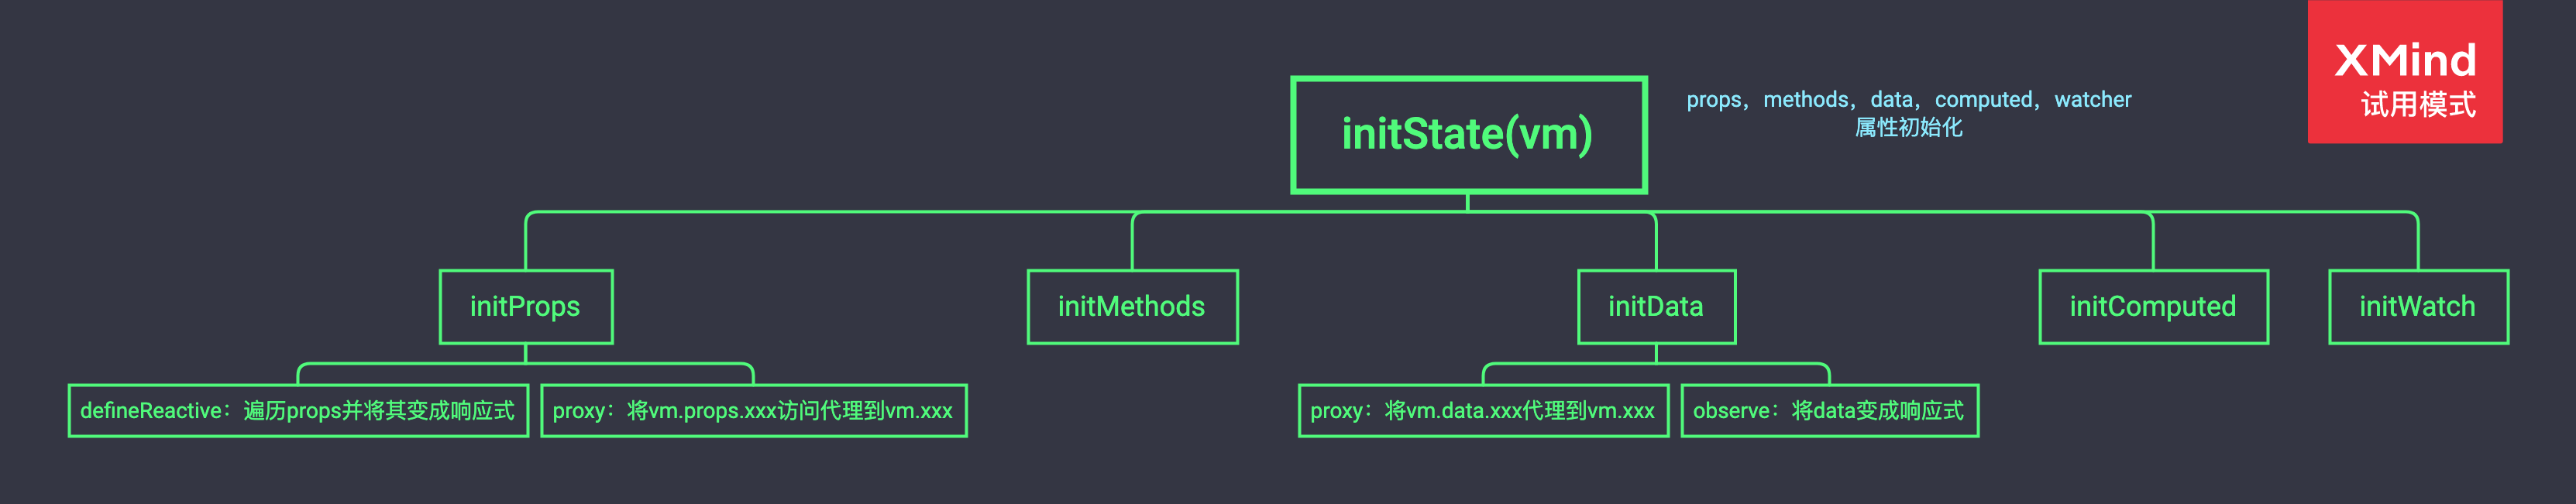 XMind
试用模式
initState(vm)
props，methods，data，computed，watcher
属性初始化
initProps
initMethods
initData
initComputed
initWatch
defineReactive：遍历props并将其变成响应式
proxy：将vm.props.xxx访问代理到vm.xxx
proxy：将vm.data.xxx代理到vm.xxx
observe：将data变成响应式